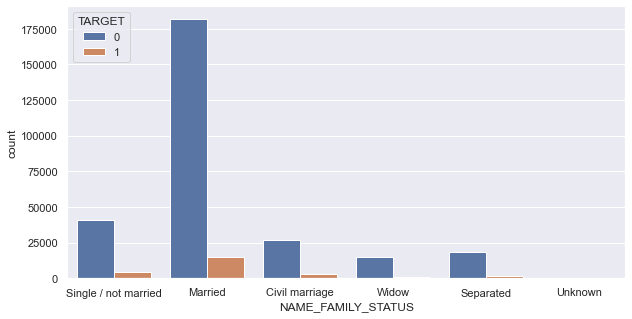 TARGET
0
1
175000
150000
125000
100000
75000
50000
25000
0
count
Single / not married Married Civil marriage Widow Separated Unknown
NAME_FAMILY_STATUS